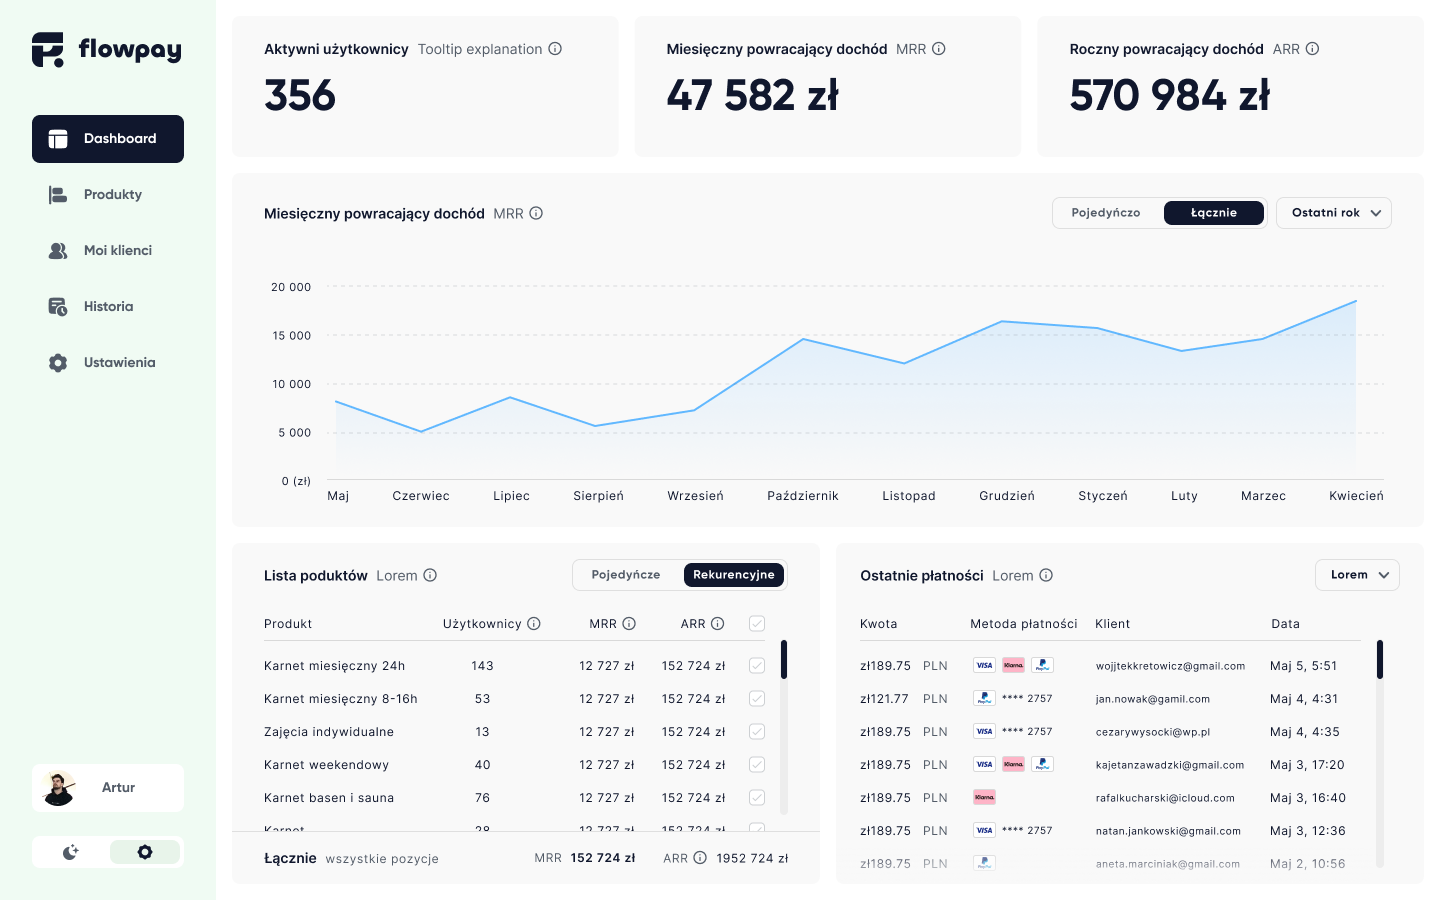 flowpay
Dashboard
Produkty
Moi klienci
Historia
Ustawienia
Artur
Aktywni użytkownicy Tooltip explanation
356
Miesięczny powracający dochód MRR
47 582 zł
Roczny powracający dochód ARR
570 984 zł
Miesięczny powracający dochód MRR
Pojedyńczo Łącznie Ostatni rok
20 000
15 000
10 000
5 000
0 (zł)
Maj Czerwiec Lipiec Sierpień Wrzesień Październik Listopad Grudzień Styczeń Luty Marzec Kwiecień
Lista poduktów Lorem
Pojedyńcze Rekurencyjne
Produkt Użytkownicy MRR ARR
Karnet miesięczny 24h 143 12 727 zł 152 724 zł
Karnet miesięczny 8-16h 53 12 727 zł 152 724 zł
Zajęcia indywidualne 13 12 727 zł 152 724 zł
Karnet weekendowy 40 12 727 zł 152 724 zł
Karnet basen i sauna 76 12 727 zł 152 724 zł
Karnet 28 12 727 zł 152 724 zł
Łącznie wszystkie pozycje MRR 152 724 zł ARR 1952 724 zł
Ostatnie płatności Lorem
Lorem
Kwota Metoda płatności Klient Data
zł189.75 PLN VISA Klarna. PayPal wojjtekkretowicz@gmail.com Maj 5, 5:51
zł121.77 PLN PayPal **** 2757 jan.nowak@gamil.com Maj 4, 4:31
zł189.75 PLN VISA **** 2757 cezarywysocki@wp.pl Maj 4, 4:35
zł189.75 PLN VISA Klarna. PayPal kajetanzawadzki@gmail.com Maj 3, 17:20
zł189.75 PLN Klarna. rafalkucharski@icloud.com Maj 3, 16:40
zł189.75 PLN VISA **** 2757 natan.jankowski@gmail.com Maj 3, 12:36
zł189.75 PLN PayPal aneta.marciniak@gmail.com Maj 2, 10:56